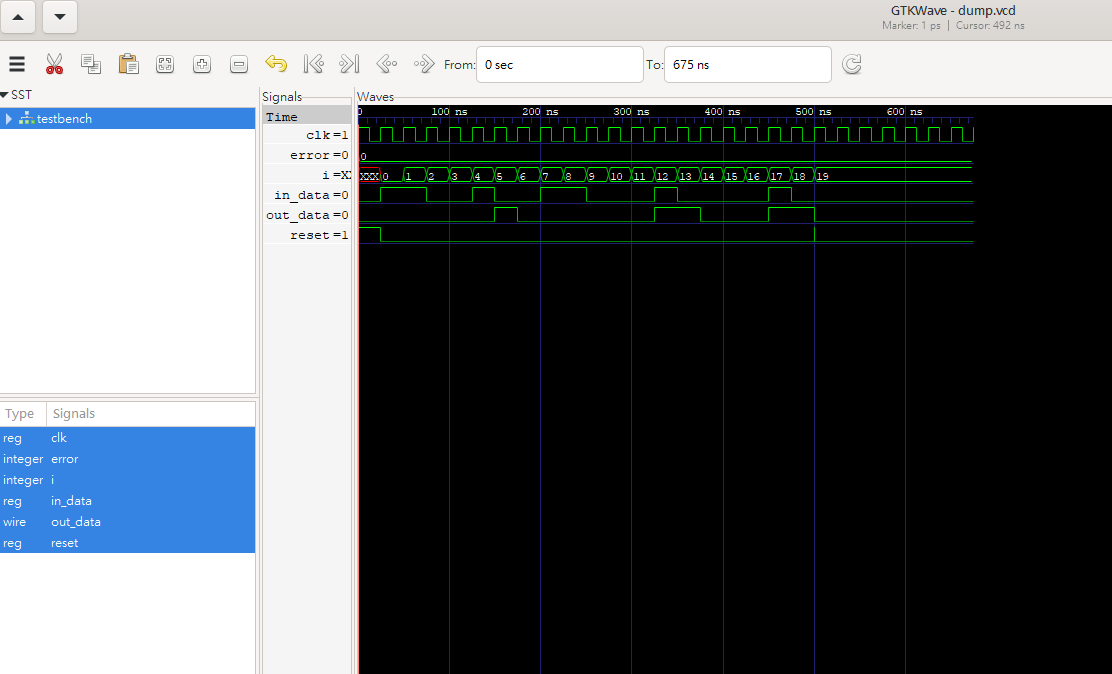 GTKWave - dump.vcd
Marker: 1 ps | Cursor: 492 ns
From: 0 sec To: 675 ns
SST
testbench
Type Signals
reg clk
integer error
integer i
reg in_data
wire out_data
reg reset
Signals
Time
clk=1
error=0
i=X
in_data=0
out_data=0
reset=1
Waves
0 100 ns 200 ns 300 ns 400 ns 500 ns 600 ns
0
XXX 0 1 2 3 4 5 6 7 8 9 10 11 12 13 14 15 16 17 18 19